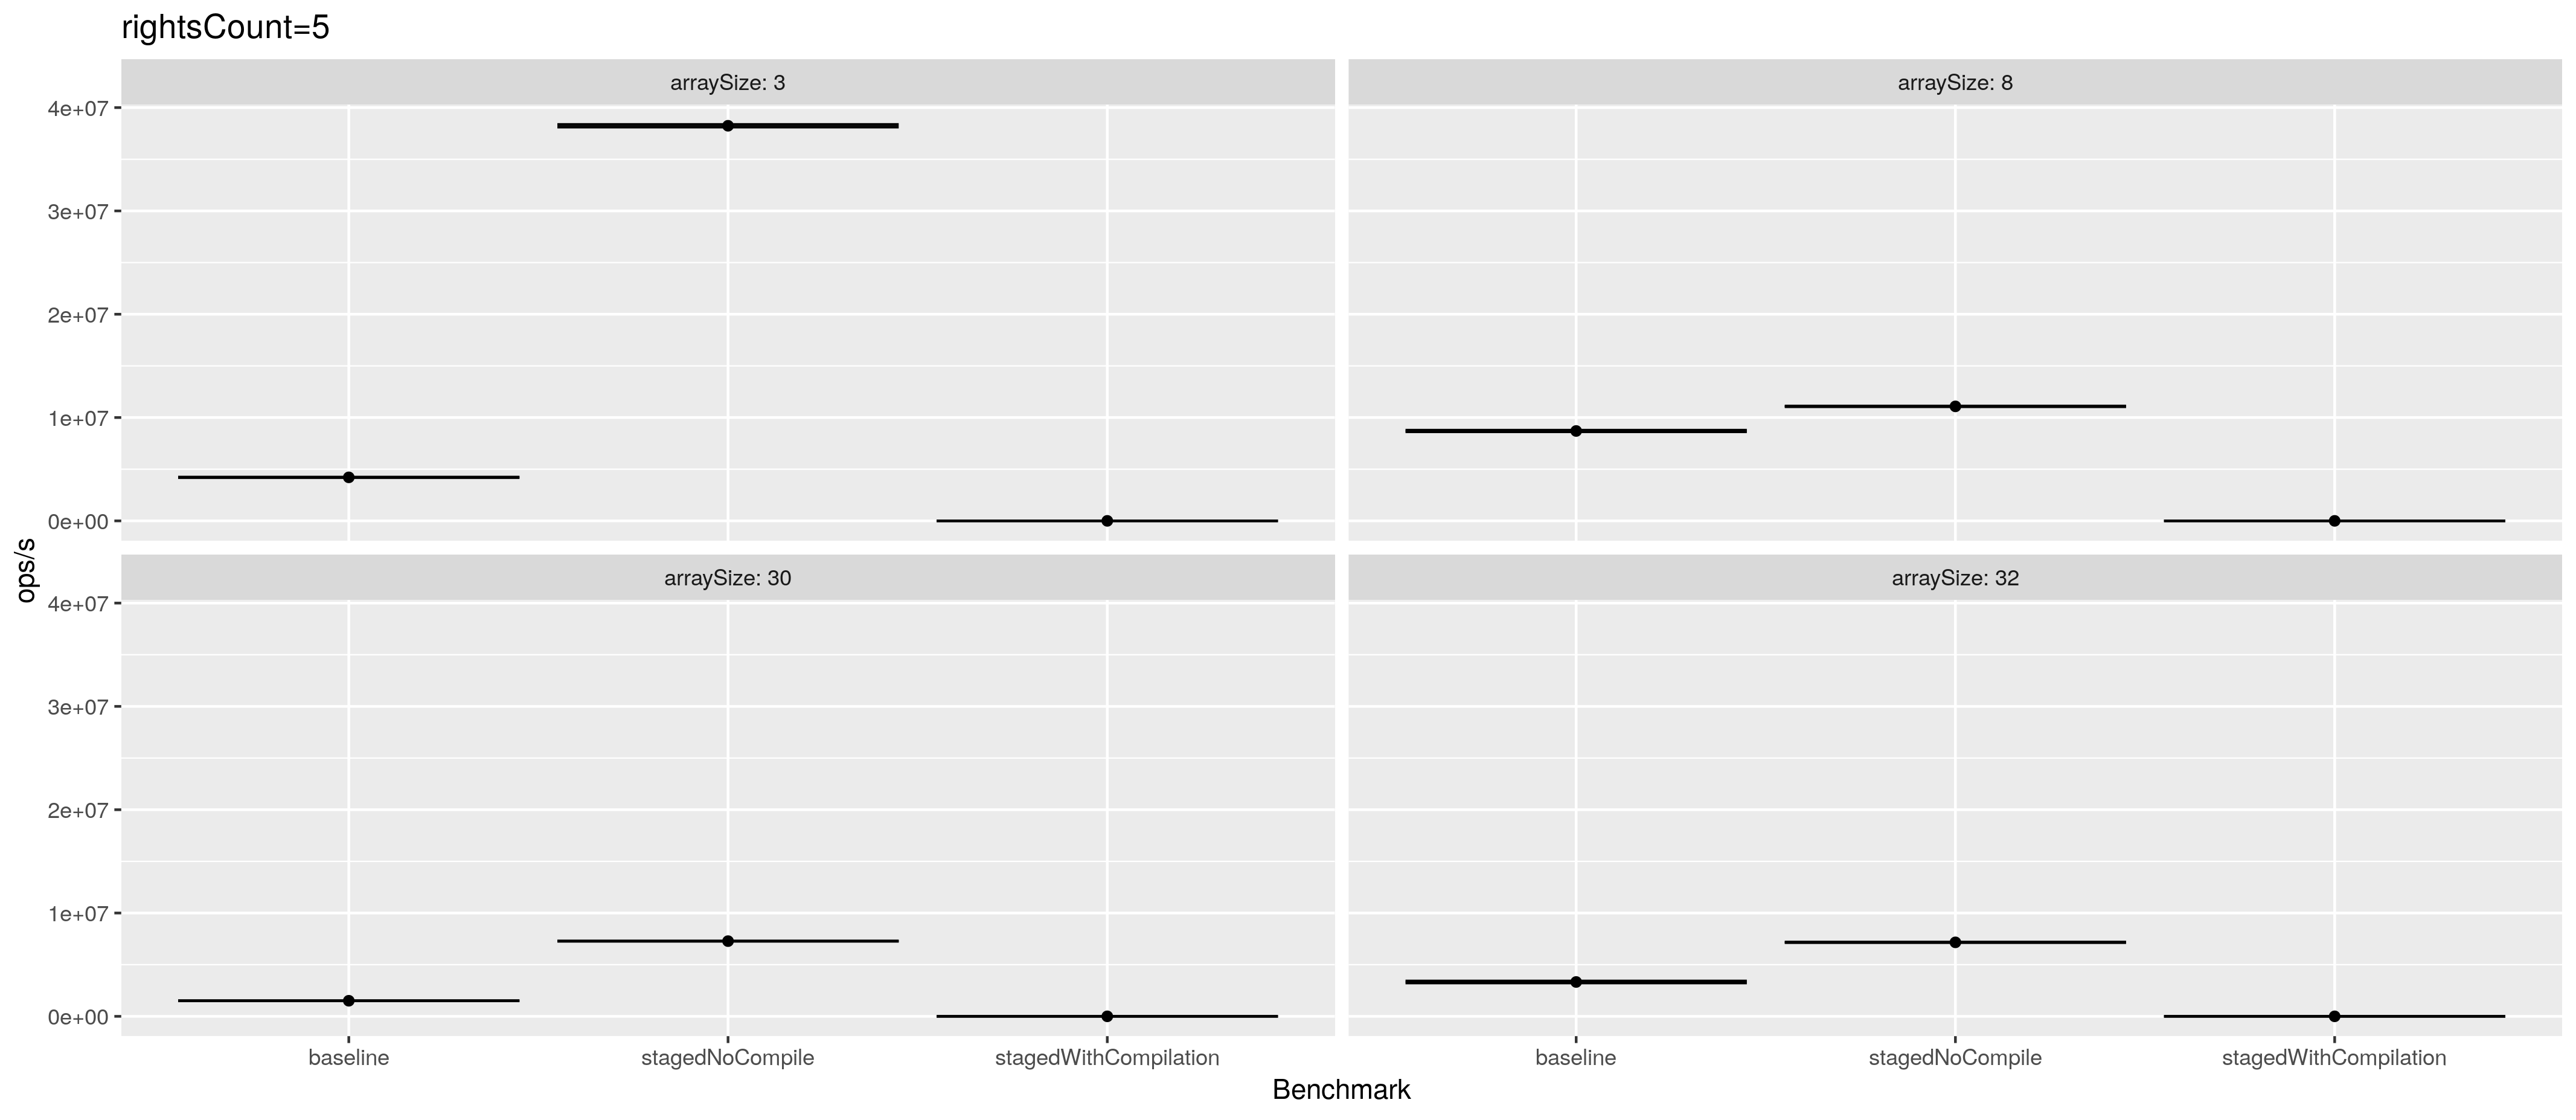 rightsCount=5
arraySize: 3
arraySize: 8
4e+07
3e+07
2e+07
1e+07
0e+00
arraySize: 30
arraySize: 32
4e+07
3e+07
2e+07
1e+07
0e+00
ops/s
baseline stagedNoCompile stagedWithCompilation baseline stagedNoCompile stagedWithCompilation
Benchmark